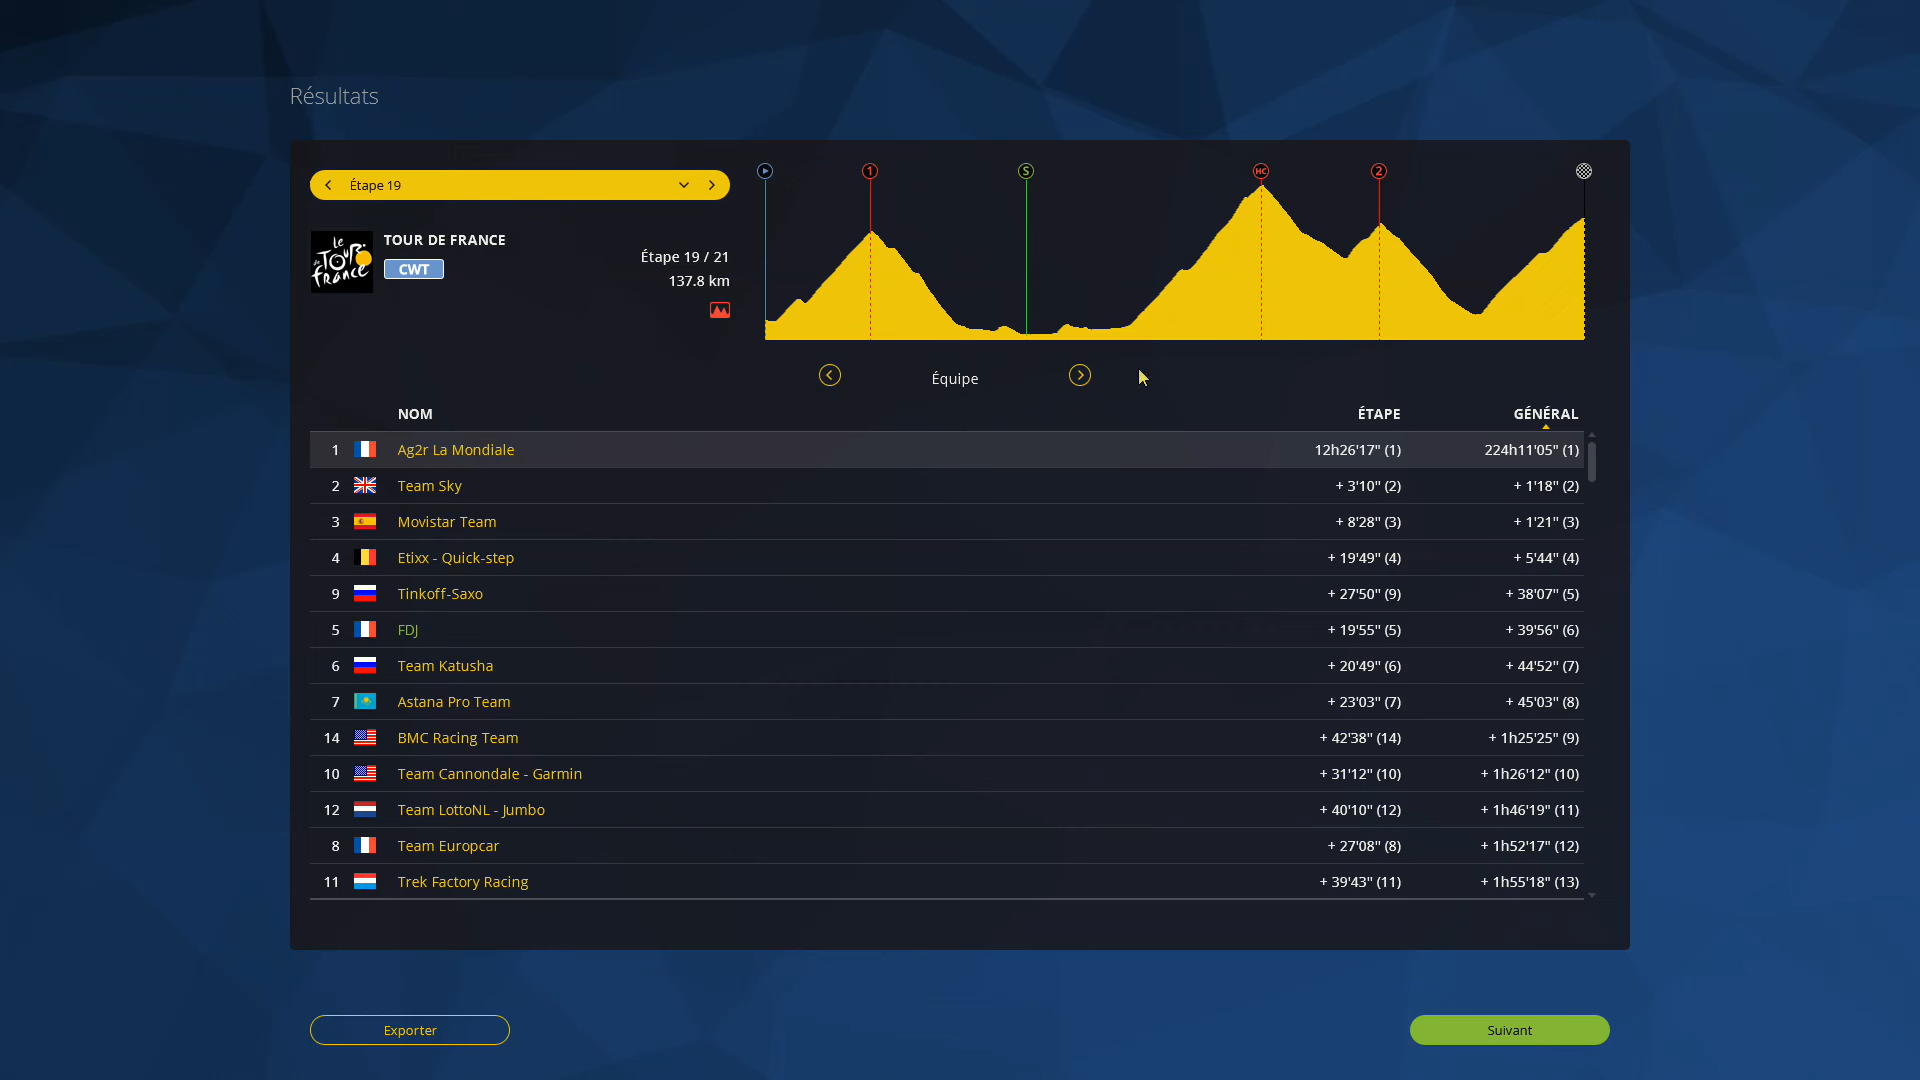 Résultats
Étape 19
1
S
HC
2
le Tour de france
TOUR DE FRANCE
CWT
Étape 19 / 21
137.8 km
Équipe
NOM ÉTAPE GÉNÉRAL
1 Ag2r La Mondiale 12h26'17" (1) 224h11'05" (1)
2 Team Sky + 3'10" (2) + 1'18" (2)
3 Movistar Team + 8'28" (3) + 1'21" (3)
4 Etixx - Quick-step + 19'49" (4) + 5'44" (4)
9 Tinkoff-Saxo + 27'50" (9) + 38'07" (5)
5 FDJ + 19'55" (5) + 39'56" (6)
6 Team Katusha + 20'49" (6) + 44'52" (7)
7 Astana Pro Team + 23'03" (7) + 45'03" (8)
14 BMC Racing Team + 42'38" (14) + 1h25'25" (9)
10 Team Cannondale - Garmin + 31'12" (10) + 1h26'12" (10)
12 Team LottoNL - Jumbo + 40'10" (12) + 1h46'19" (11)
8 Team Europcar + 27'08" (8) + 1h52'17" (12)
11 Trek Factory Racing + 39'43" (11) + 1h55'18" (13)
Exporter
Suivant